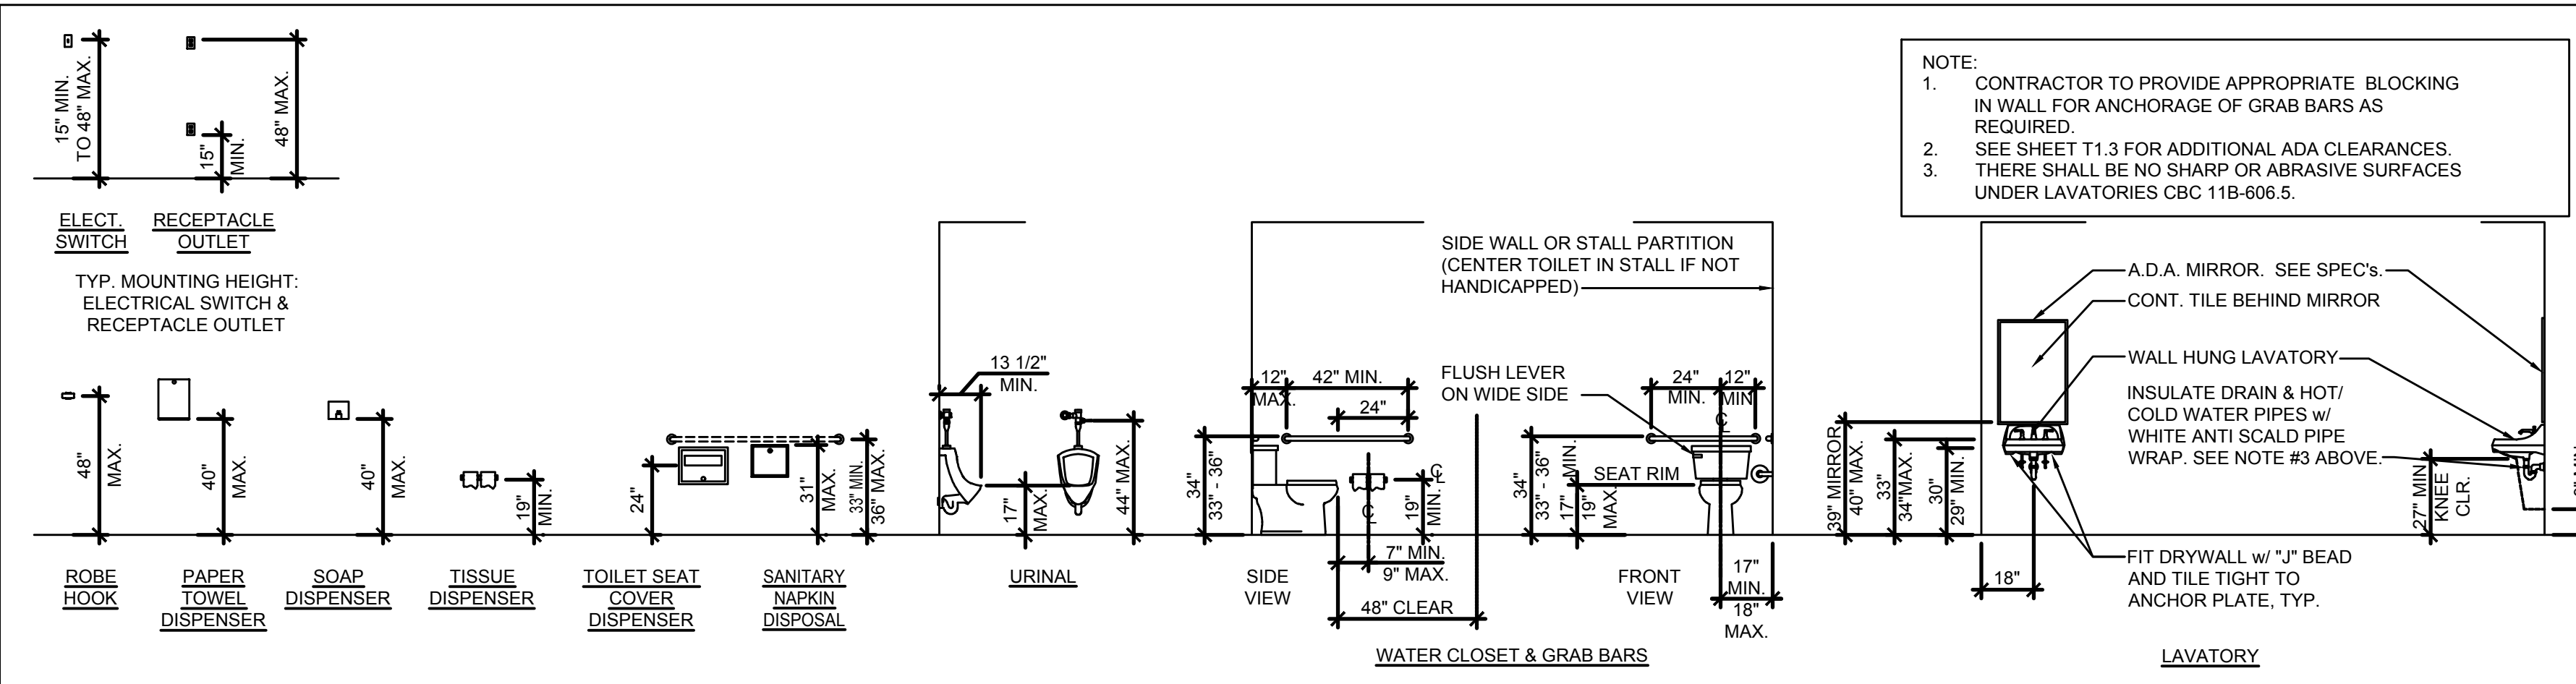 15" MIN.
TO 48" MAX.
15"
MIN.
48" MAX.
ELECT.
SWITCH
RECEPTACLE
OUTLET
TYP. MOUNTING HEIGHT:
ELECTRICAL SWITCH &
RECEPTACLE OUTLET
NOTE:
1. CONTRACTOR TO PROVIDE APPROPRIATE BLOCKING
IN WALL FOR ANCHORAGE OF GRAB BARS AS
REQUIRED.
2. SEE SHEET T1.3 FOR ADDITIONAL ADA CLEARANCES.
3. THERE SHALL BE NO SHARP OR ABRASIVE SURFACES
UNDER LAVATORIES CBC 11B-606.5.
48"
MAX.
ROBE
HOOK
40"
MAX.
PAPER
TOWEL
DISPENSER
40"
MAX.
SOAP
DISPENSER
19"
MIN.
TISSUE
DISPENSER
24"
TOILET SEAT
COVER
DISPENSER
31"
MAX.
33" MIN.
36" MAX.
SANITARY
NAPKIN
DISPOSAL
13 1/2"
MIN.
17"
MAX.
44" MAX.
URINAL
SIDE WALL OR STALL PARTITION
(CENTER TOILET IN STALL IF NOT
HANDICAPPED)
12"
MAX.
42" MIN.
24"
34"
33" - 36"
CL
19"
MIN.
CL
7" MIN.
9" MAX.
48" CLEAR
SIDE
VIEW
FLUSH LEVER
ON WIDE SIDE
24"
MIN.
12"
MIN
CL
34"
33" - 36"
17"
19"
MIN.
MAX.
SEAT RIM
17"
MIN.
18"
MAX.
FRONT
VIEW
WATER CLOSET & GRAB BARS
39" MIRROR
40" MAX.
33"
34"MAX.
30"
29" MIN.
18"
A.D.A. MIRROR. SEE SPEC's.
CONT. TILE BEHIND MIRROR
WALL HUNG LAVATORY
INSULATE DRAIN & HOT/
COLD WATER PIPES w/
WHITE ANTI SCALD PIPE
WRAP. SEE NOTE #3 ABOVE.
27" MIN
KNEE
CLR.
FIT DRYWALL w/ "J" BEAD
AND TILE TIGHT TO
ANCHOR PLATE, TYP.
LAVATORY